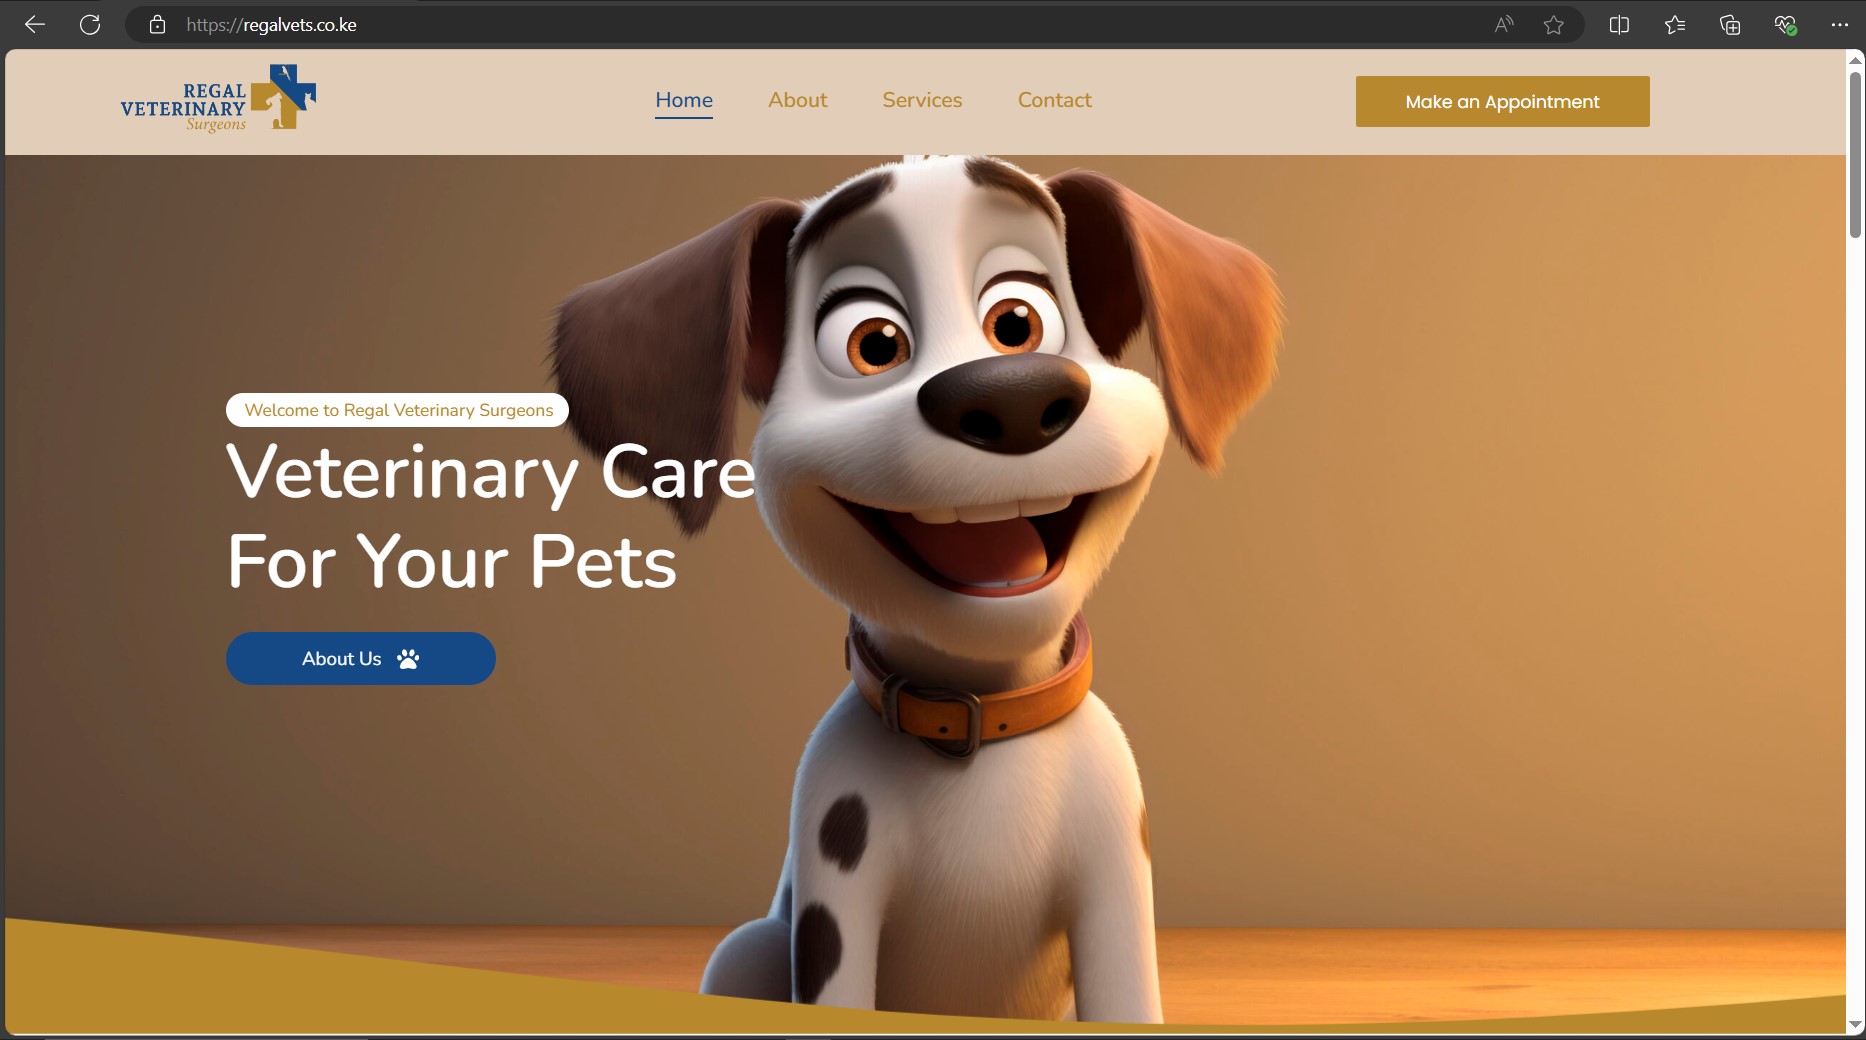 https://regalvets.co.ke
REGAL
VETERINARY
Surgeons
Home
About
Services
Contact
Make an Appointment
Welcome to Regal Veterinary Surgeons
Veterinary Care
For Your Pets
About Us